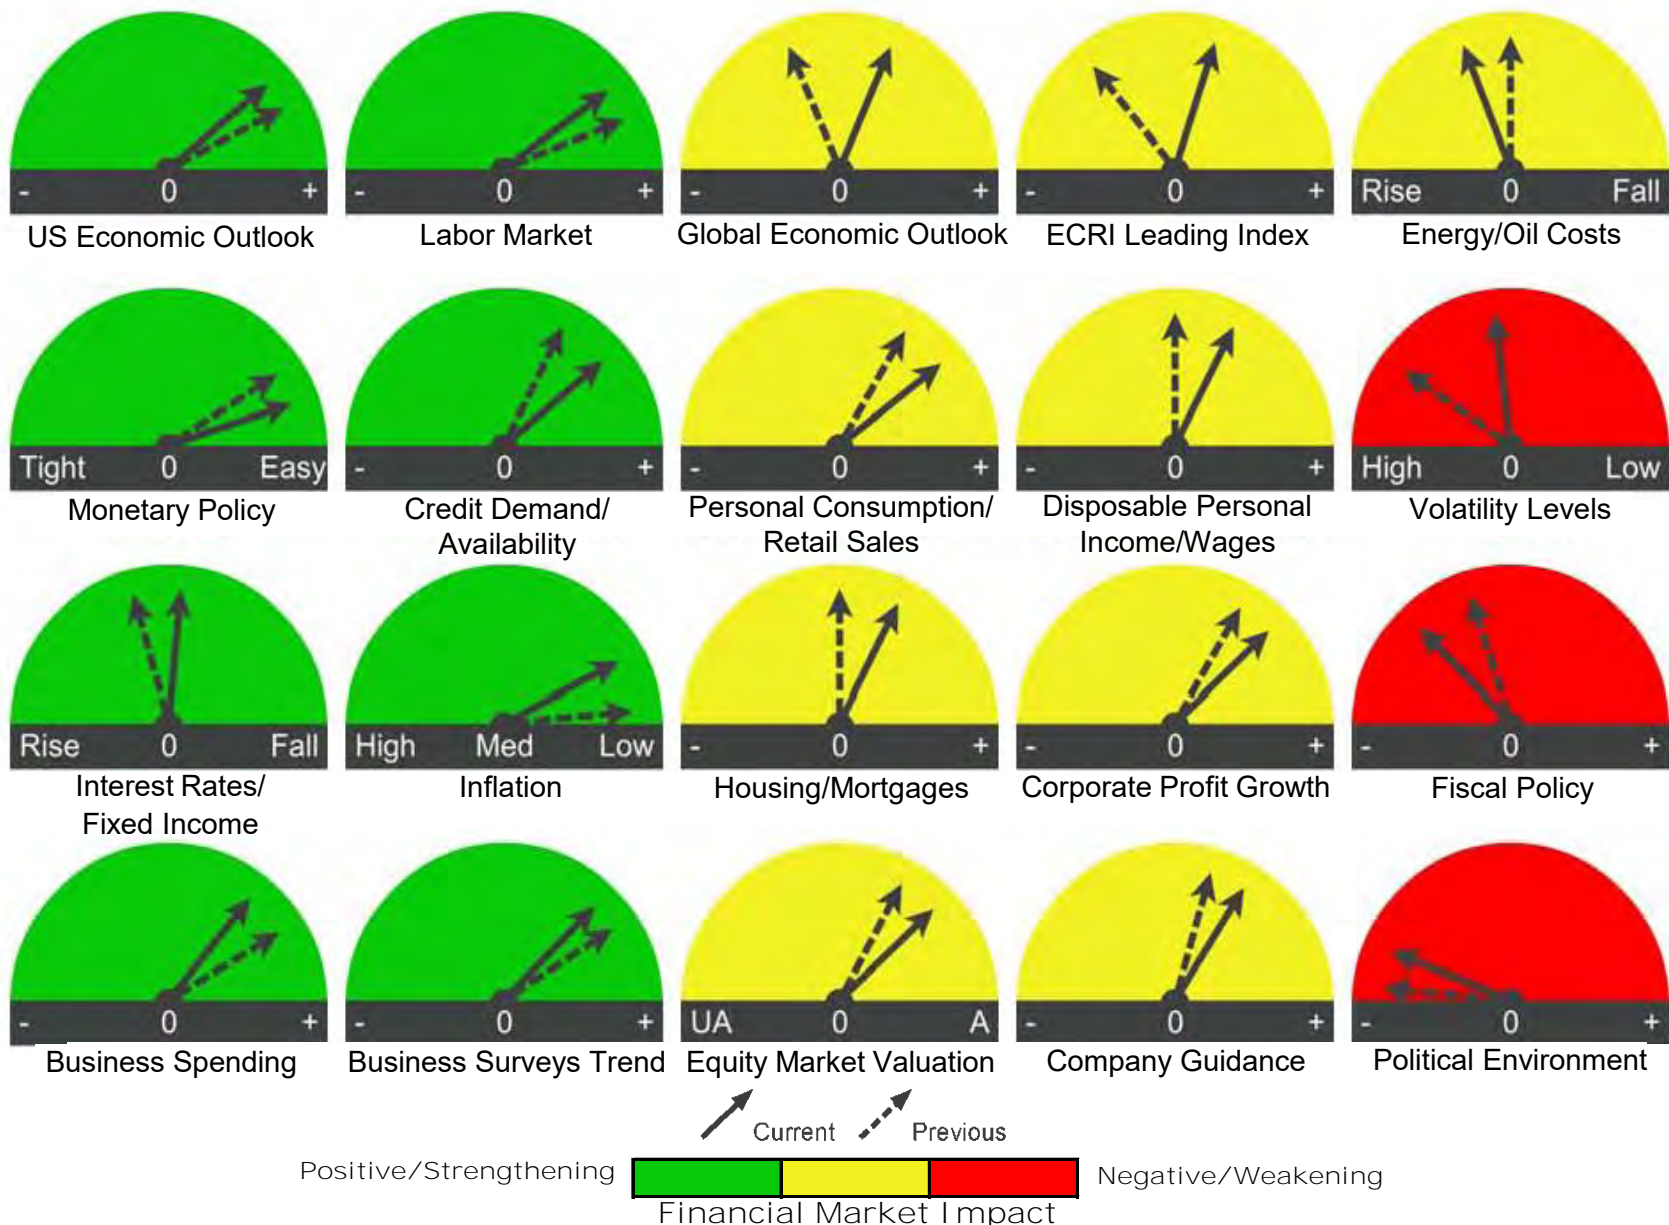 - 0 +
- 0 +
- 0 +
- 0 +
Rise 0 Fall
US Economic Outlook
Labor Market
Global Economic Outlook
ECRI Leading Index
Energy/Oil Costs
Tight 0 Easy
- 0 +
- 0 +
- 0 +
High 0 Low
Monetary Policy
Credit Demand/
Availability
Personal Consumption/
Retail Sales
Disposable Personal
Income/Wages
Volatility Levels
Rise 0 Fall
High Med Low
- 0 +
- 0 +
- 0 +
Interest Rates/
Fixed Income
Inflation
Housing/Mortgages
Corporate Profit Growth
Fiscal Policy
- 0 +
- 0 +
UA 0 A
- 0 +
- 0 +
Business Spending
Business Surveys Trend
Equity Market Valuation
Company Guidance
Political Environment
Current Previous
Positive/Strengthening Negative/Weakening
Financial Market Impact